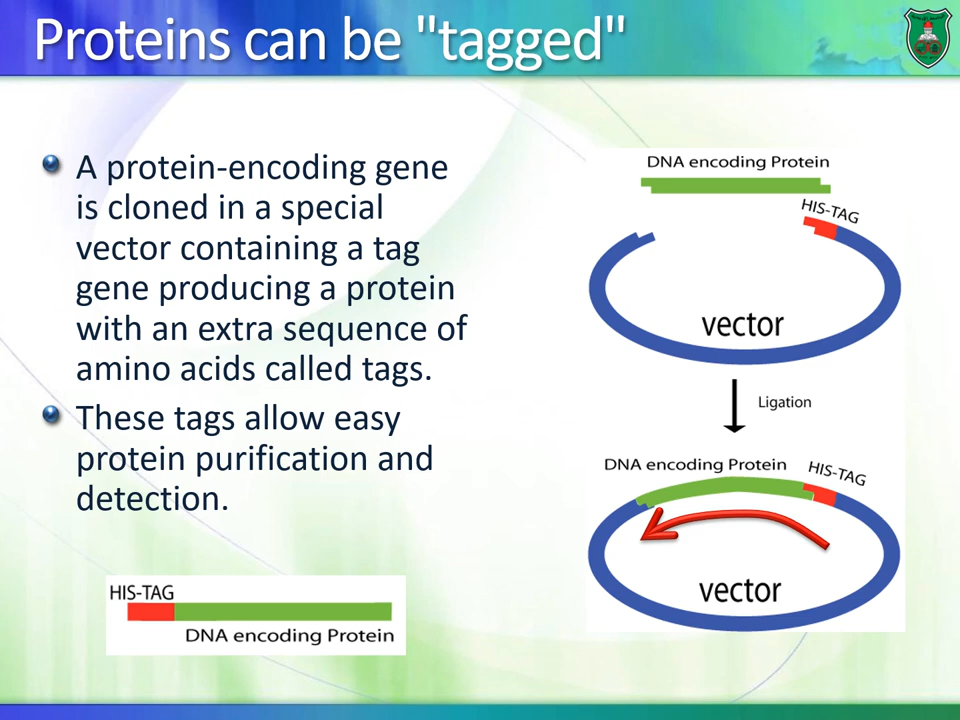 Proteins can be "tagged"
A protein-encoding gene
is cloned in a special
vector containing a tag
gene producing a protein
with an extra sequence of
amino acids called tags.
These tags allow easy
protein purification and
detection.
HIS-TAG
DNA encoding Protein
DNA encoding Protein
HIS-TAG
vector
Ligation
DNA encoding Protein
HIS-TAG
vector